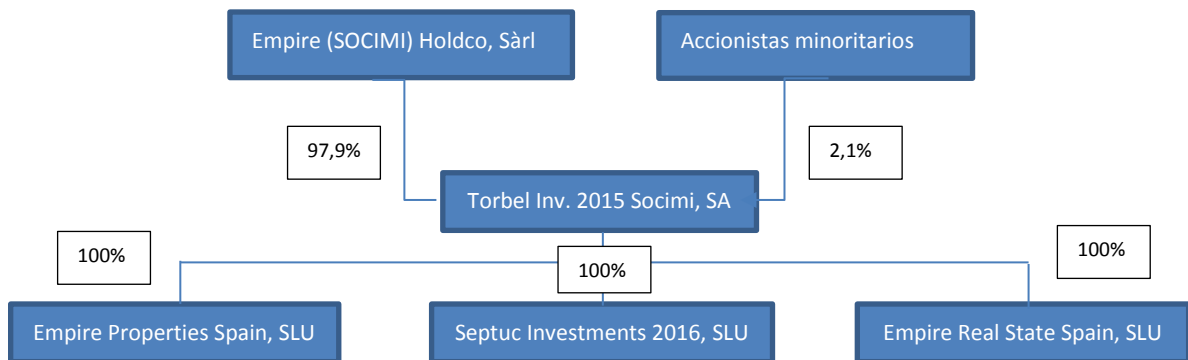 Empire (SOCIMI) Holdco, Sàrl
Accionistas minoritarios
97,9%
2,1%
Torbel Inv. 2015 Socimi, SA
100%
100%
100%
Empire Properties Spain, SLU
Septuc Investments 2016, SLU
Empire Real State Spain, SLU